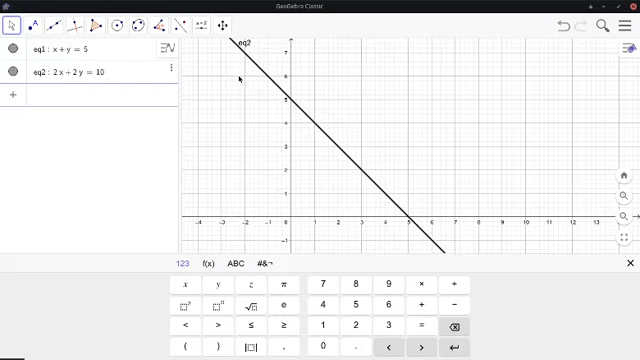 GeoGebra Classic
eq1 : x + y = 5
eq2 : 2 x + 2 y = 10
eq2
7
6
5
4
3
2
1
−1
−4 −3 −2 −1 0 1 2 3 4 5 6 7 8 9 10 11 12 13
123 f(x) ABC #&¬
x y z π 7 8 9 × ÷
e 4 5 6 + −
< > ≤ ≥ 1 2 3 =
( ) , 0 .